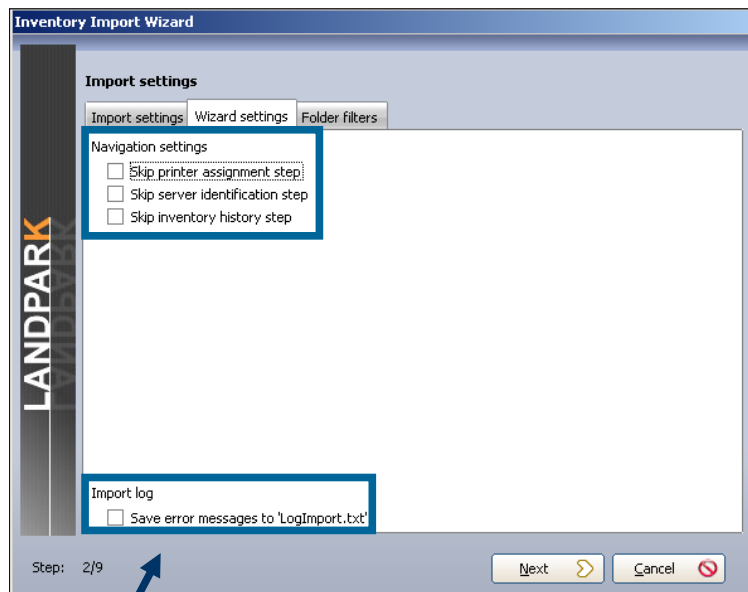 Inventory Import Wizard
Import settings
Import settings Wizard settings Folder filters
Navigation settings
Skip printer assignment step
Skip server identification step
Skip inventory history step
LANDPARK
Import log
Save error messages to 'LogImport.txt'
Step: 2/9
Next
Cancel